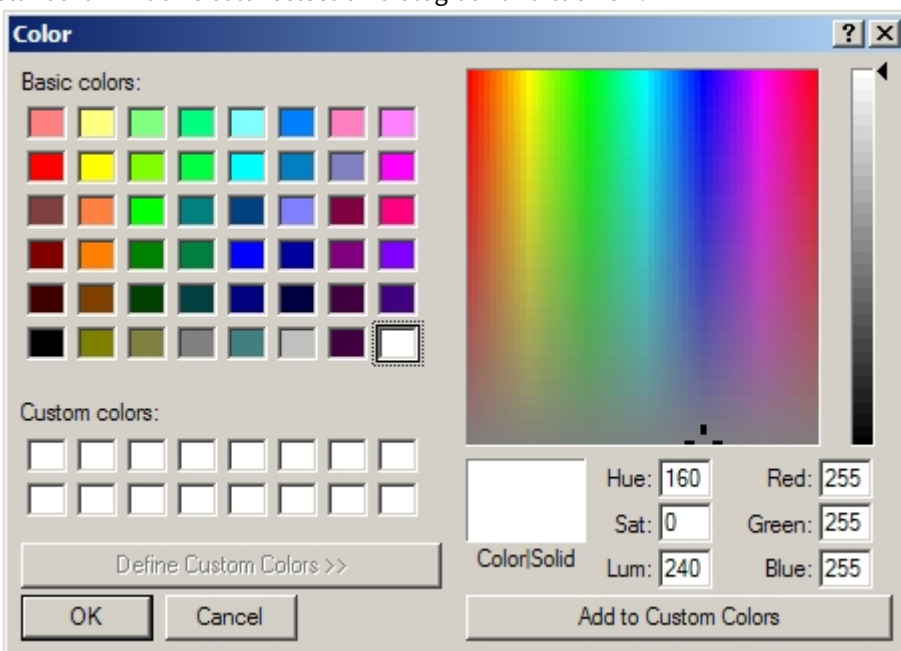 Color
Basic colors:
Custom colors:
Define Custom Colors >>
OK Cancel
Color|Solid
Hue: 160 Red: 255
Sat: 0 Green: 255
Lum: 240 Blue: 255
Add to Custom Colors